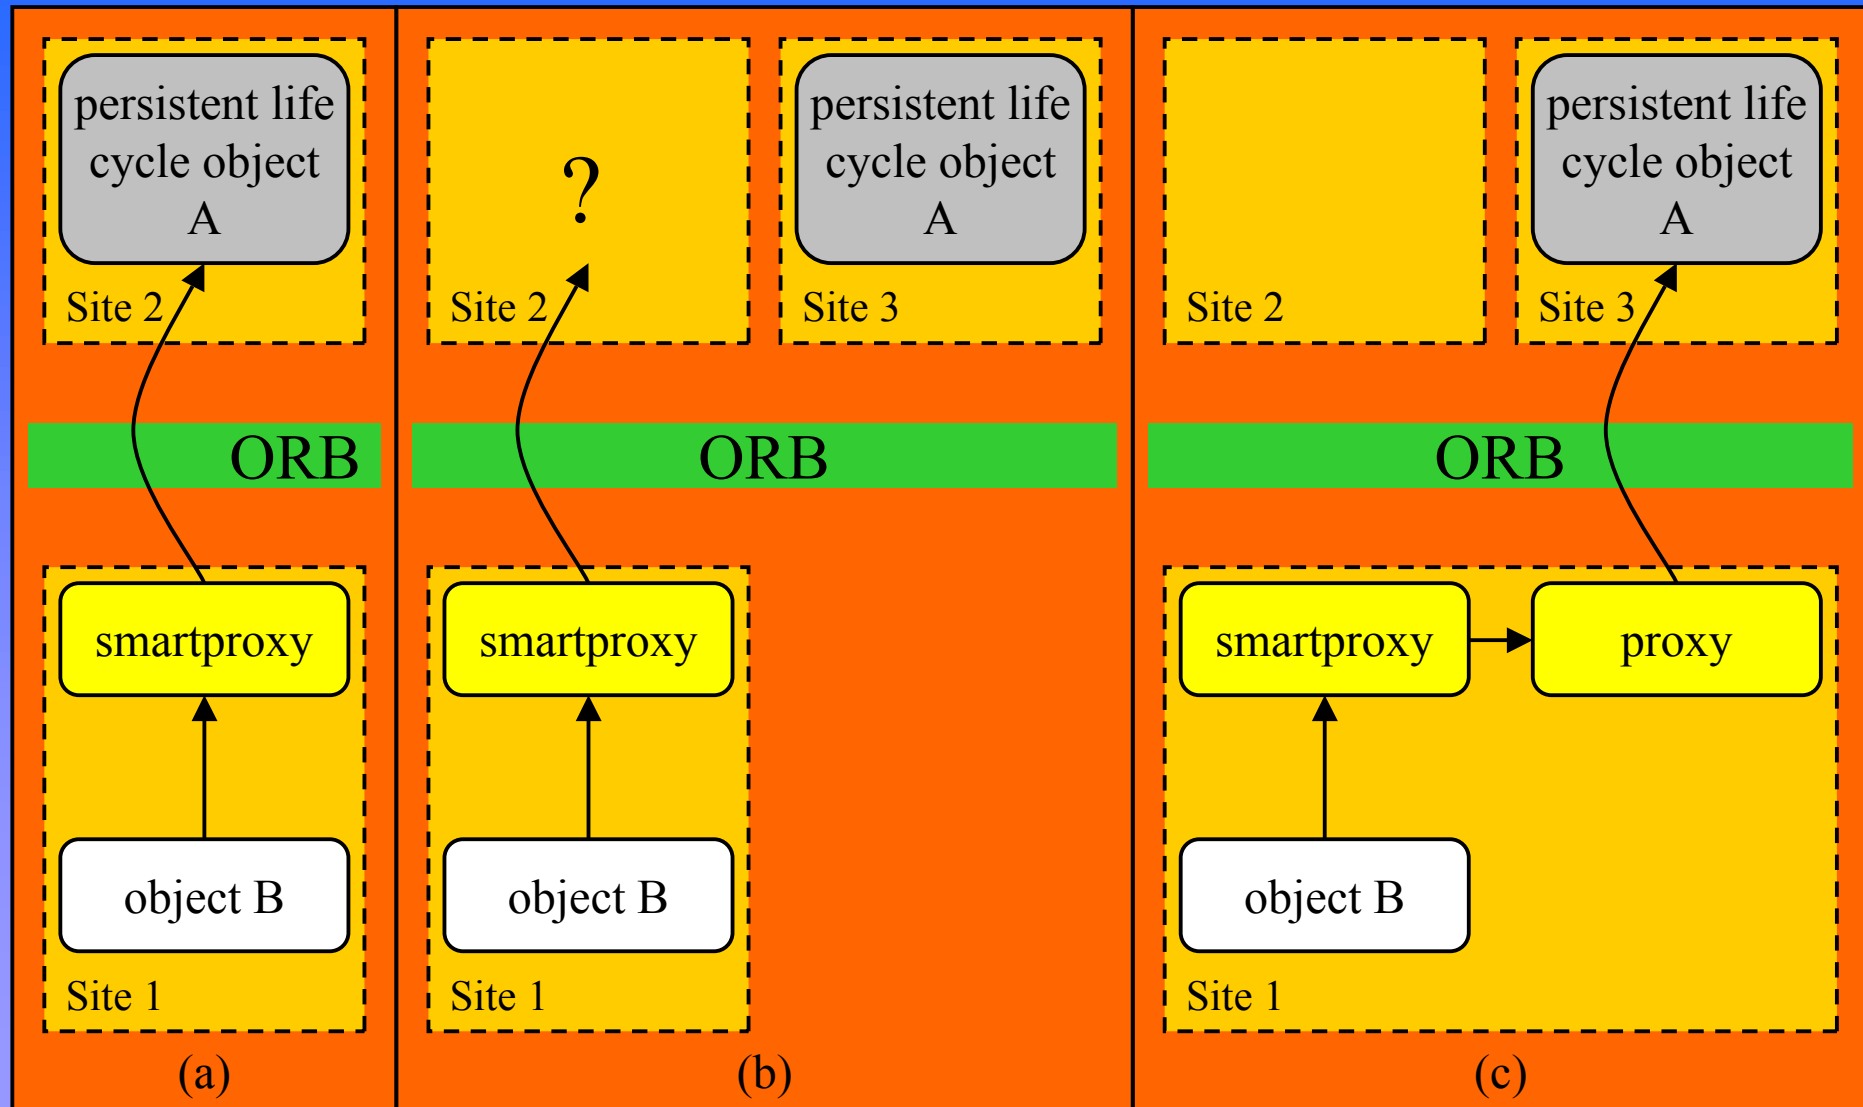 persistent life
cycle object
A
Site 2
ORB
smartproxy
object B
Site 1
(a)
?
Site 2
persistent life
cycle object
A
Site 3
ORB
smartproxy
object B
Site 1
(b)
Site 2
persistent life
cycle object
A
Site 3
ORB
smartproxy
proxy
object B
Site 1
(c)